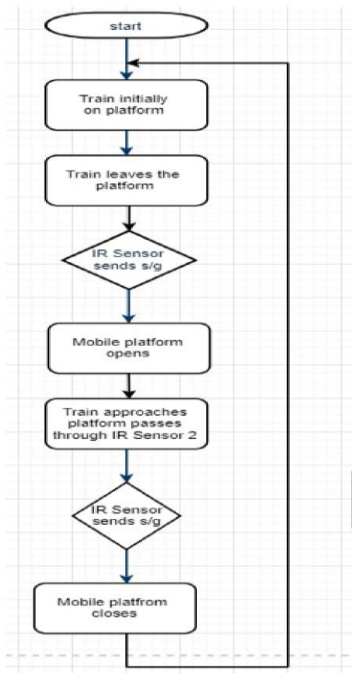 start
Train initially
on platform
Train leaves the
platform
IR Sensor
sends s/g
Mobile platform
opens
Train approaches
platform passes
through IR Sensor 2
IR Sensor
sends s/g
Mobile platfrom
closes